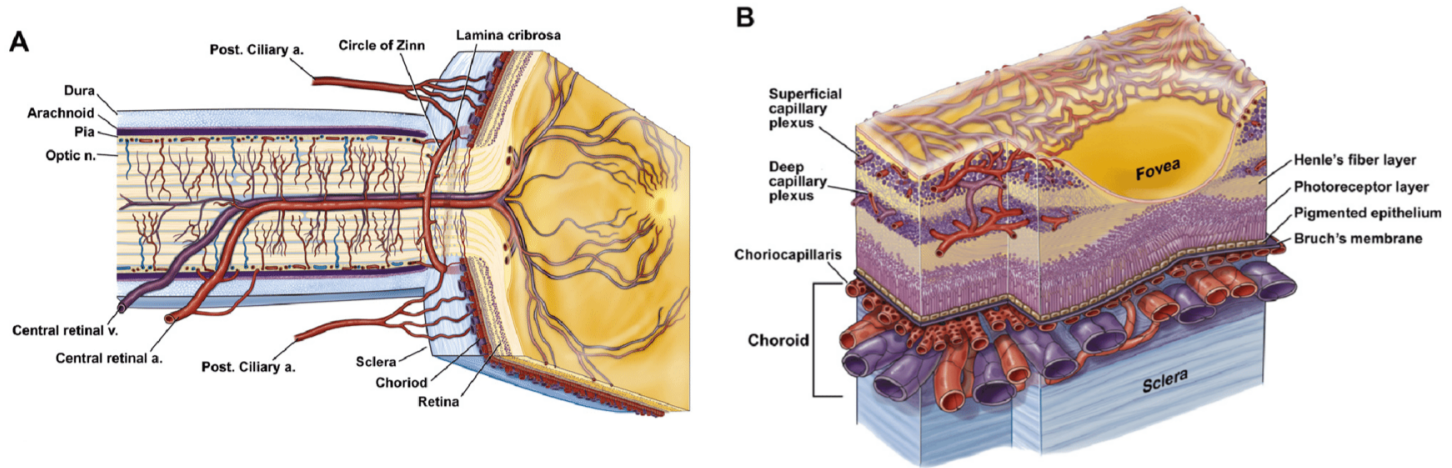 A
Post. Ciliary a.
Circle of Zinn
Lamina cribrosa
Dura
Arachnoid
Pia
Optic n.
Central retinal v.
Central retinal a.
Post. Ciliary a.
Sclera
Choriod
Retina
B
Superficial
capillary
plexus
Deep
capillary
plexus
Choriocapillaris
Choroid
Fovea
Henle's fiber layer
Photoreceptor layer
Pigmented epithelium
Bruch's membrane
Sclera